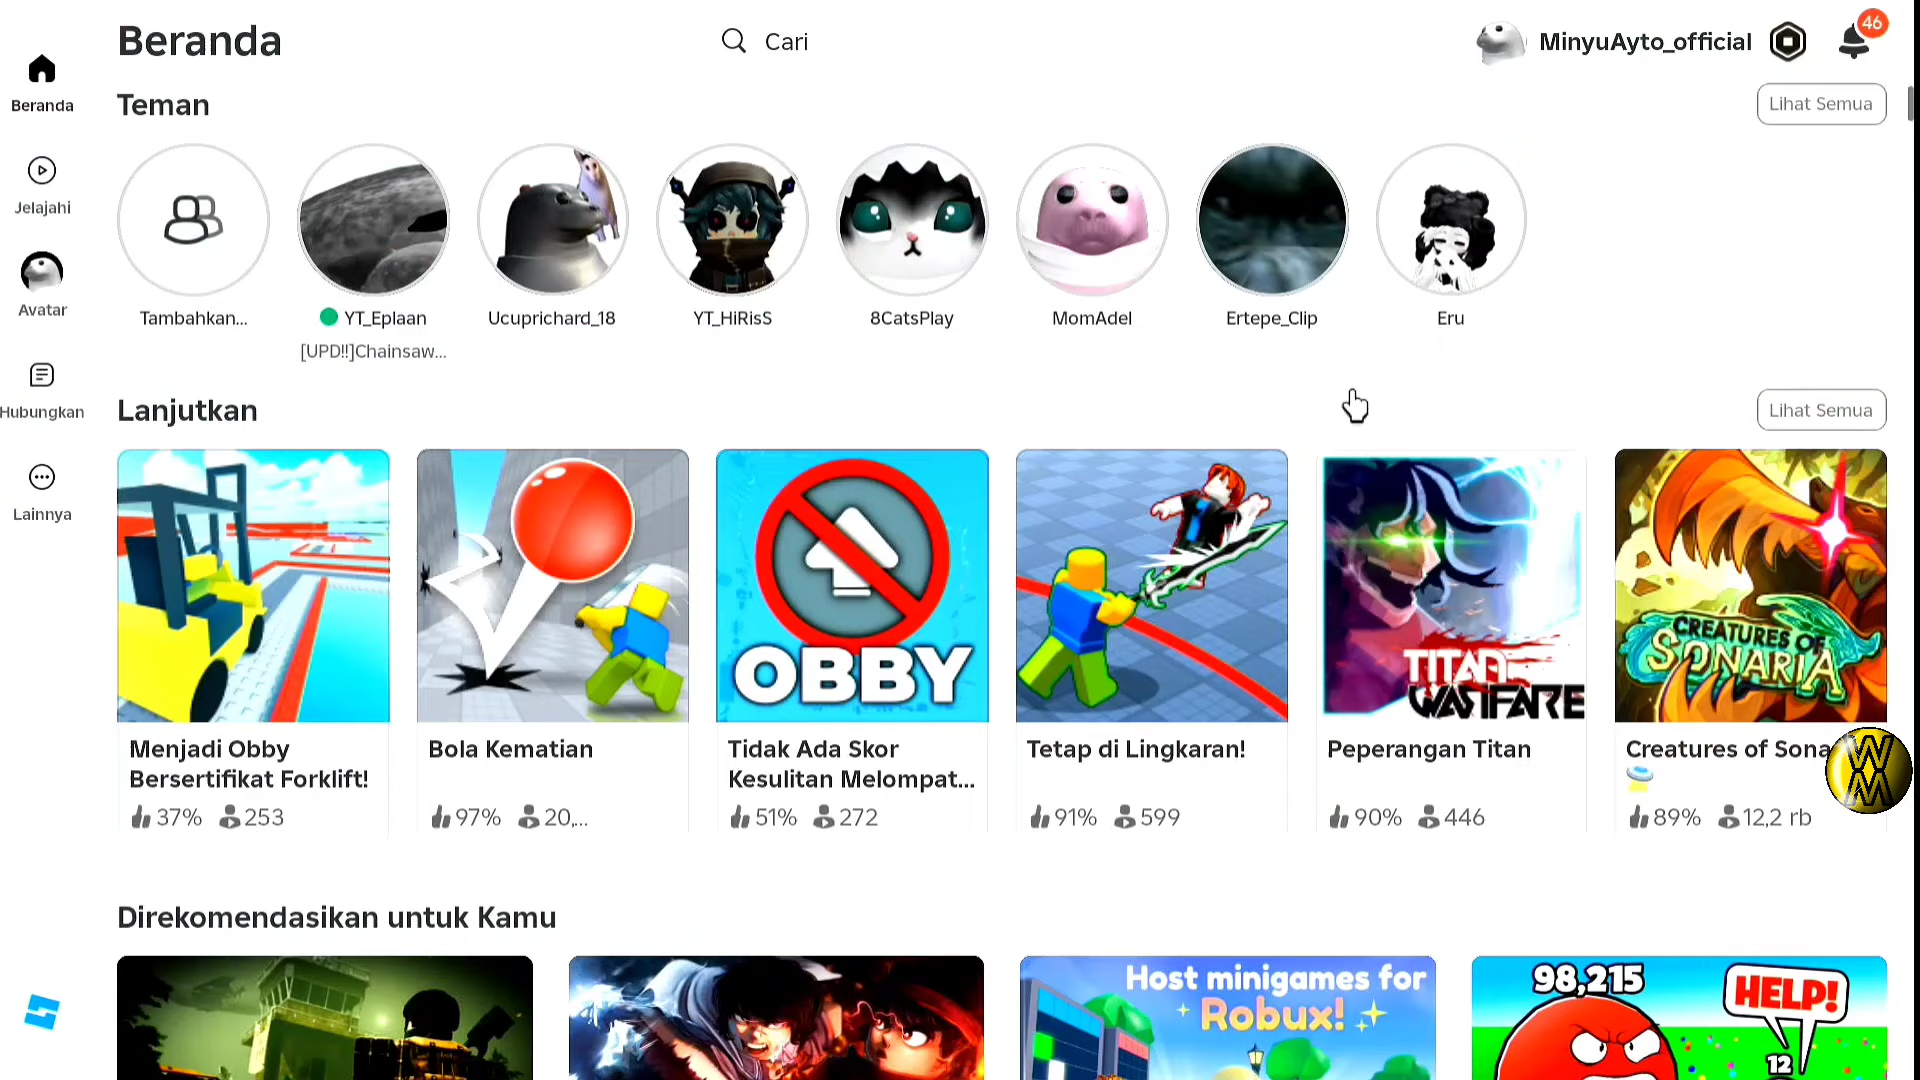 Beranda
Cari
MinyuAyto_official
46
Beranda
Jelajahi
Avatar
Hubungkan
Lainnya
Teman
Lihat Semua
Tambahkan...
YT_Eplaan
[UPD!!]Chainsaw...
Ucuprichard_18
YT_HiRisS
8CatsPlay
MomAdel
Ertepe_Clip
Eru
Lanjutkan
Lihat Semua
OBBY
TITAN
WARFARE
CREATURES OF
SONARIA
Menjadi Obby
Bersertifikat Forklift!
37% 253
Bola Kematian
97% 20,...
Tidak Ada Skor
Kesulitan Melompat...
51% 272
Tetap di Lingkaran!
91% 599
Peperangan Titan
90% 446
Creatures of Sona
89% 12,2 rb
WM
Direkomendasikan untuk Kamu
Host minigames for
Robux!
98,215
HELP!
12